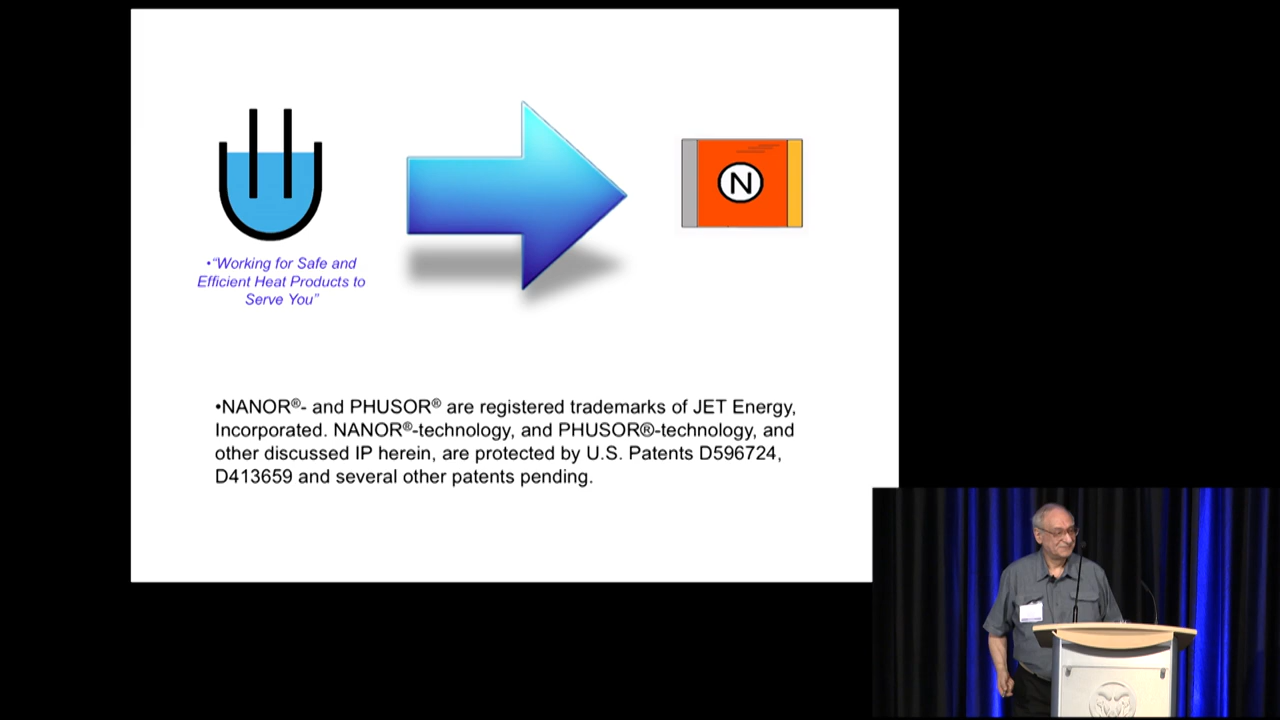 •“Working for Safe and
Efficient Heat Products to
Serve You”
N
•NANOR®- and PHUSOR® are registered trademarks of JET Energy,
Incorporated. NANOR®-technology, and PHUSOR®-technology, and
other discussed IP herein, are protected by U.S. Patents D596724,
D413659 and several other patents pending.